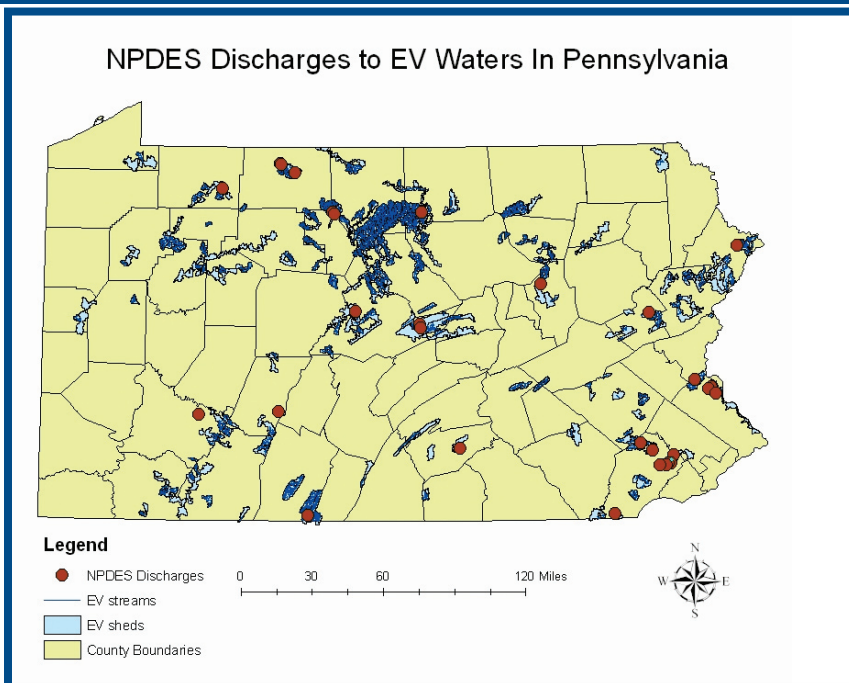 NPDES Discharges to EV Waters In Pennsylvania
Legend
NPDES Discharges
EV streams
EV sheds
County Boundaries
0 30 60 120 Miles
N
W E
S